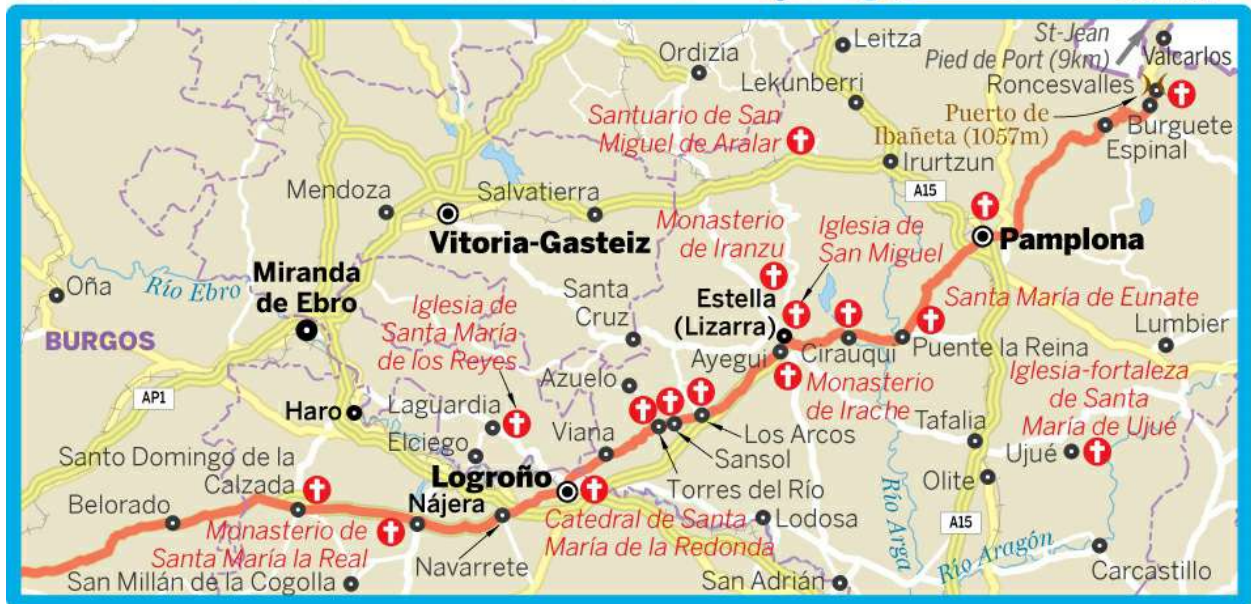 St-Jean
Pied de Port (9km)
Valcarlos
Leitza
Ordizia
Roncesvalles
Lekunberri
Puerto de
Ibañeta (1057m)
Burguete
Espinal
Santuario de San
Miguel de Aralar
Irurtzun
A15
Mendoza
Salvatierra
Vitoria-Gasteiz
Monasterio
de Iranzu
Iglesia de
San Miguel
Pamplona
Miranda
de Ebro
Oña
Río Ebro
BURGOS
Iglesia de
Santa María
de los Reyes
Santa
Cruz
Estella
(Lizarra)
Ayegui
Cirauqui
Santa María de Eunate
Puente la Reina
Lumbier
AP1
Haro
Azuelo
Monasterio
de Irache
Iglesia-fortaleza
de Santa
María de Ujué
Laguardia
Elciego
Viana
Los Arcos
Sansol
Torres del Río
Tafalla
Ujué
Olite
Santo Domingo de la
Calzada
Logroño
Belorado
Nájera
Monasterio de
Santa María la Real
Navarrete
Catedral de Santa
María de la Redonda
Lodosa
Río Arga
A15
Río Aragón
San Millán de la Cogolla
San Adrián
Carcastillo